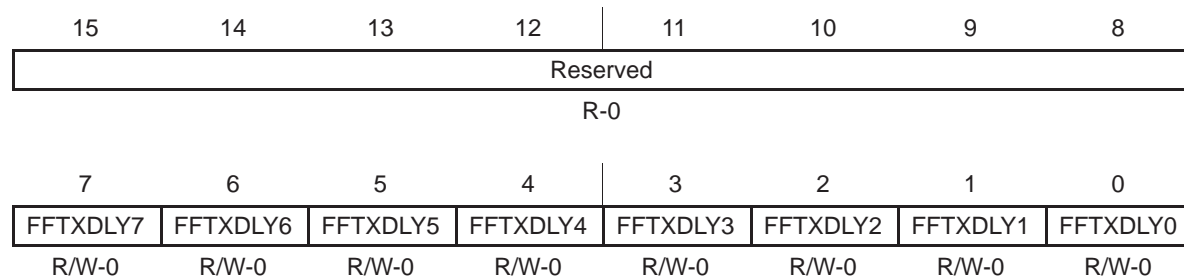 15 14 13 12 11 10 9 8
Reserved
R-0
7 6 5 4 3 2 1 0
FFTXDLY7 FFTXDLY6 FFTXDLY5 FFTXDLY4 FFTXDLY3 FFTXDLY2 FFTXDLY1 FFTXDLY0
R/W-0 R/W-0 R/W-0 R/W-0 R/W-0 R/W-0 R/W-0 R/W-0